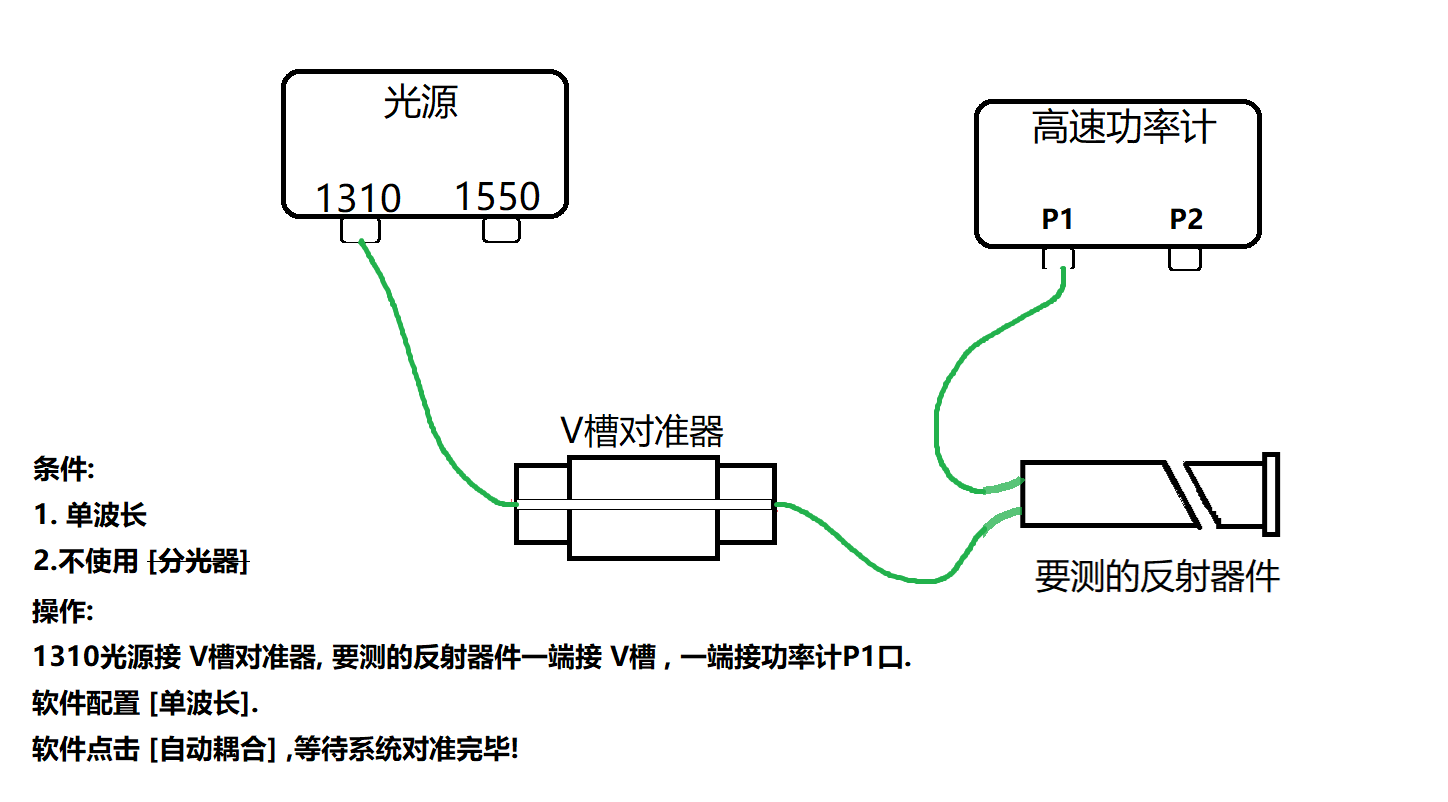 光源
1310 1550
高速功率计
P1 P2
V槽对准器
要测的反射器件
条件:
1. 单波长
2.不使用 [分光器]
操作:
1310光源接 V槽对准器, 要测的反射器件一端接 V槽 , 一端接功率计P1口.
软件配置 [单波长].
软件点击 [自动耦合] ,等待系统对准完毕!